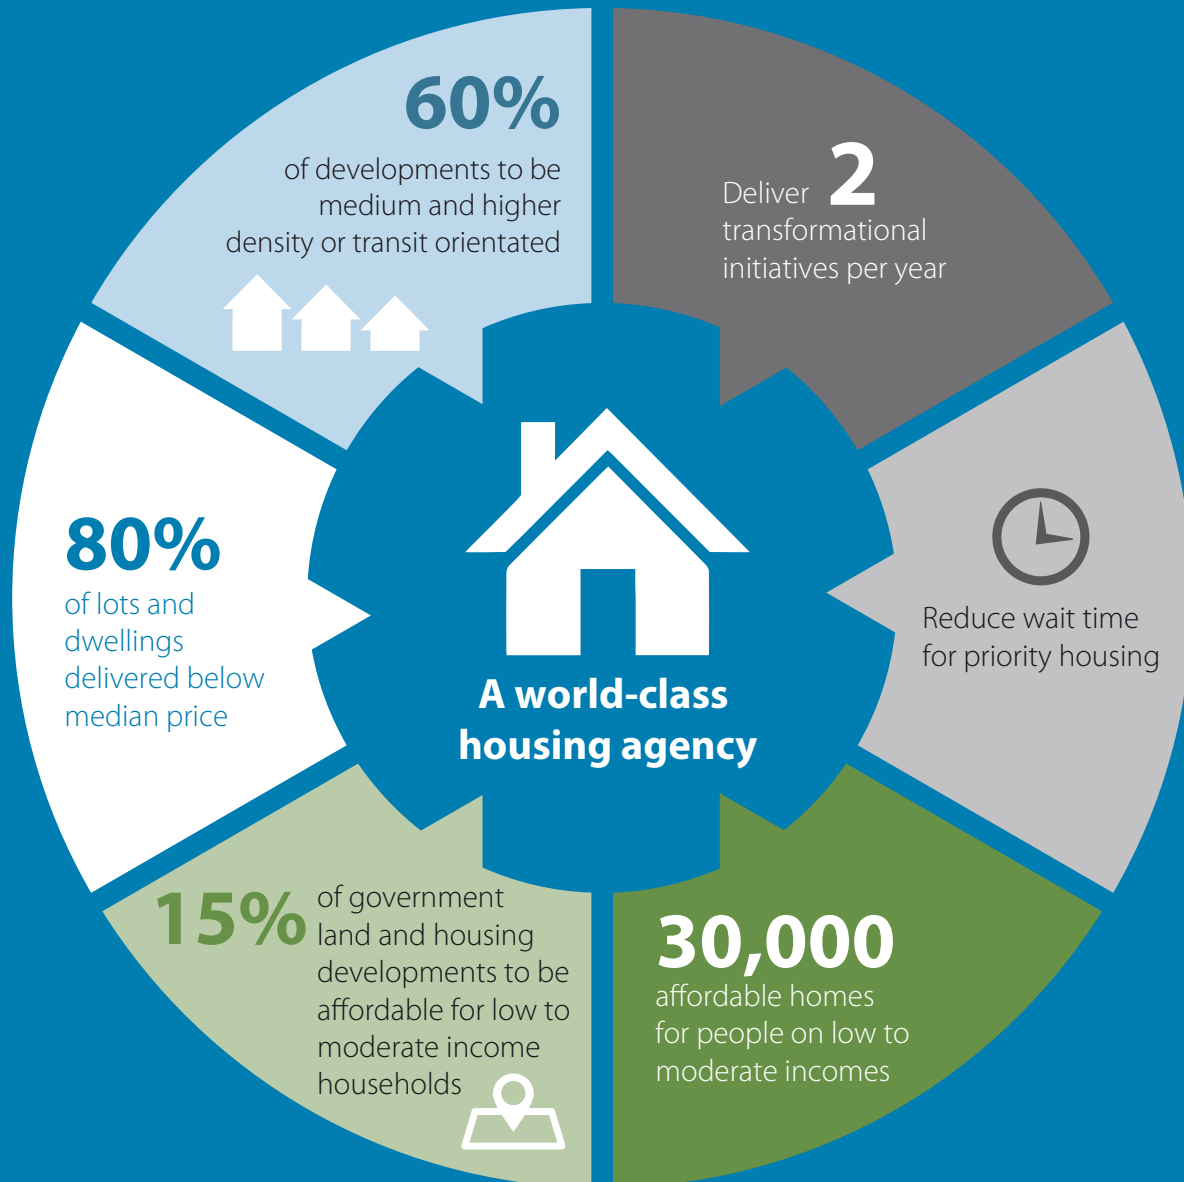 60%
of developments to be
medium and higher
density or transit orientated
Deliver 2
transformational
initiatives per year
Reduce wait time
for priority housing
30,000
affordable homes
for people on low to
moderate incomes
15% of government
land and housing
developments to be
affordable for low to
moderate income
households
80%
of lots and
dwellings
delivered below
median price
A world-class
housing agency